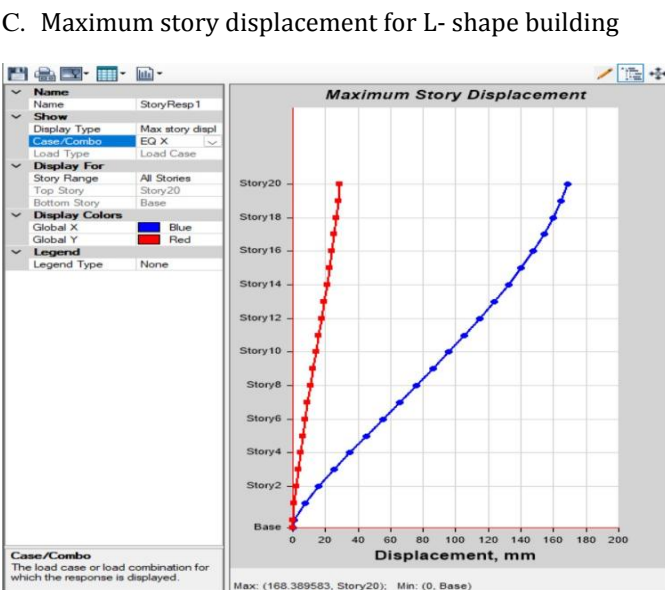 C. Maximum story displacement for L- shape building
Name
Name StoryResp1
Show
Display Type Max story displ
Case/Combo EQ X
Load Type Load Case
Display For
Story Range All Stories
Top Story Story20
Bottom Story Base
Display Colors
Global X Blue
Global Y Red
Legend
Legend Type None
Case/Combo
The load case or load combination for
which the response is displayed.
Maximum Story Displacement
Story20
Story18
Story16
Story14
Story12
Story10
Story8
Story6
Story4
Story2
Base
0 20 40 60 80 100 120 140 160 180 200
Displacement, mm
Max: (168.389583, Story20); Min: (0, Base)